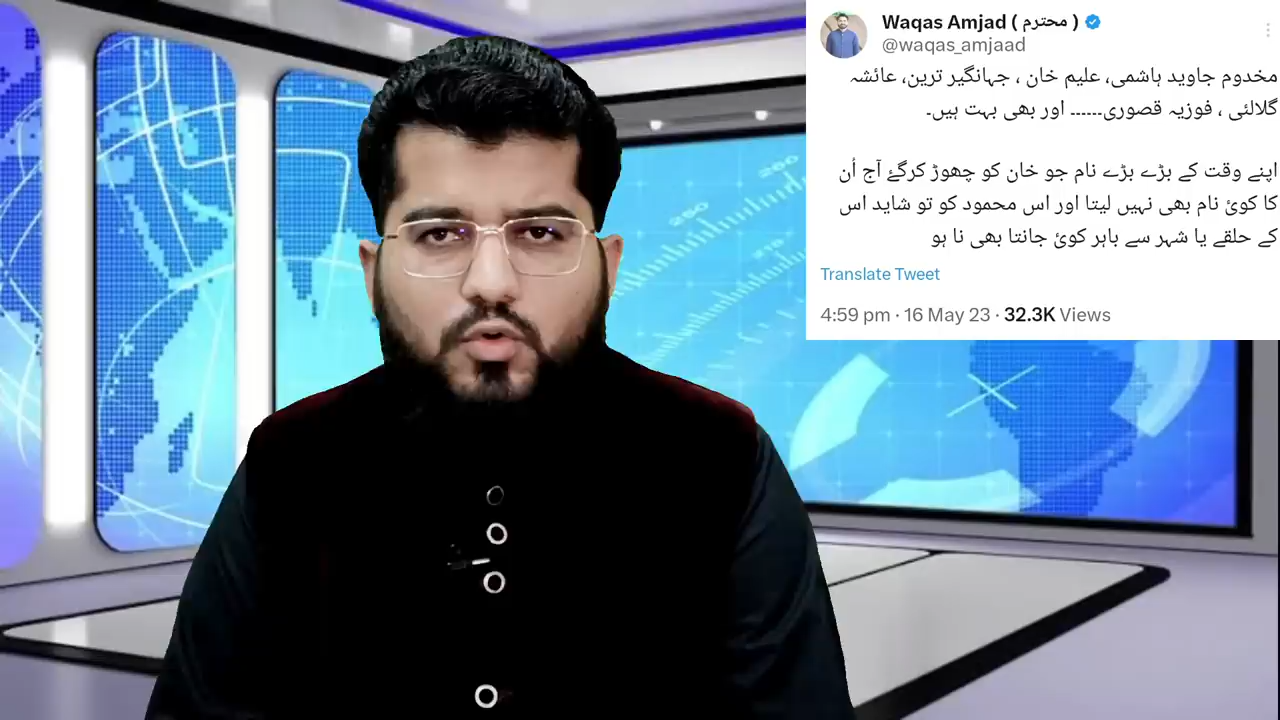 Waqas Amjad ( محترم )
@waqas_amjaad
مخدوم جاوید ہاشمی، علیم خان ، جہانگیر ترین، عائشہ
گلالئی ، فوزیہ قصوری------ اور بھی بہت ہیں۔
اپنے وقت کے بڑے بڑے نام جو خان کو چھوڑ کرگۓ آج اُن
کا کوئ نام بھی نہیں لیتا اور اس محمود کو تو شاید اس
کے حلقے یا شہر سے باہر کوئ جانتا بھی نا ہو
Translate Tweet
4:59 pm · 16 May 23 · 32.3K Views